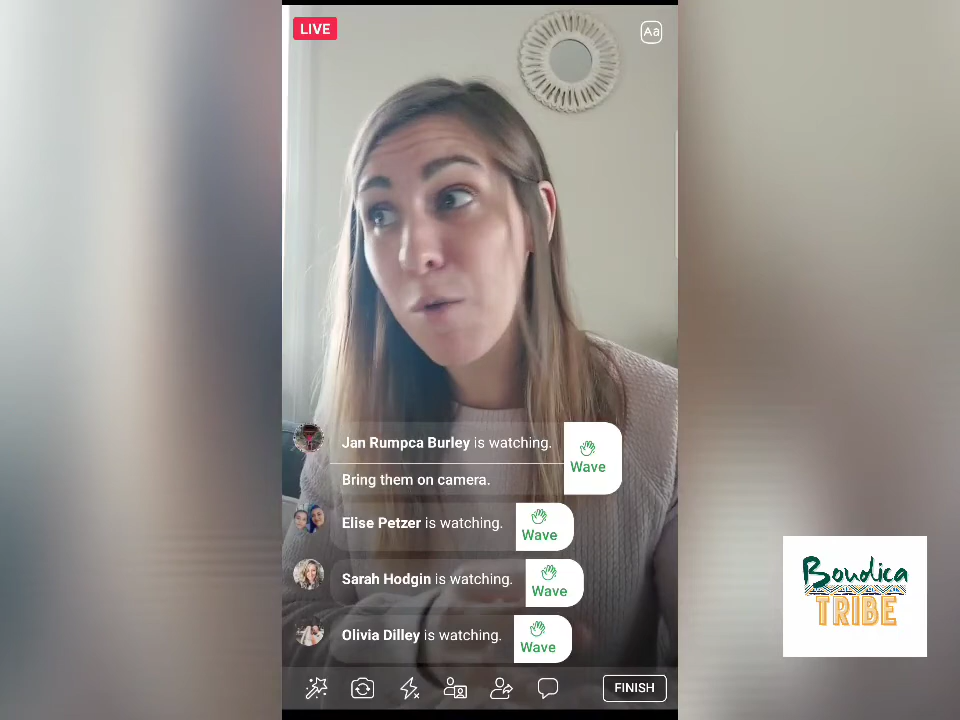 LIVE
Aa
Jan Rumpca Burley is watching.
Wave
Bring them on camera.
Elise Petzer is watching.
Wave
Sarah Hodgin is watching.
Wave
Olivia Dilley is watching.
Wave
FINISH
Boudica
TRIBE